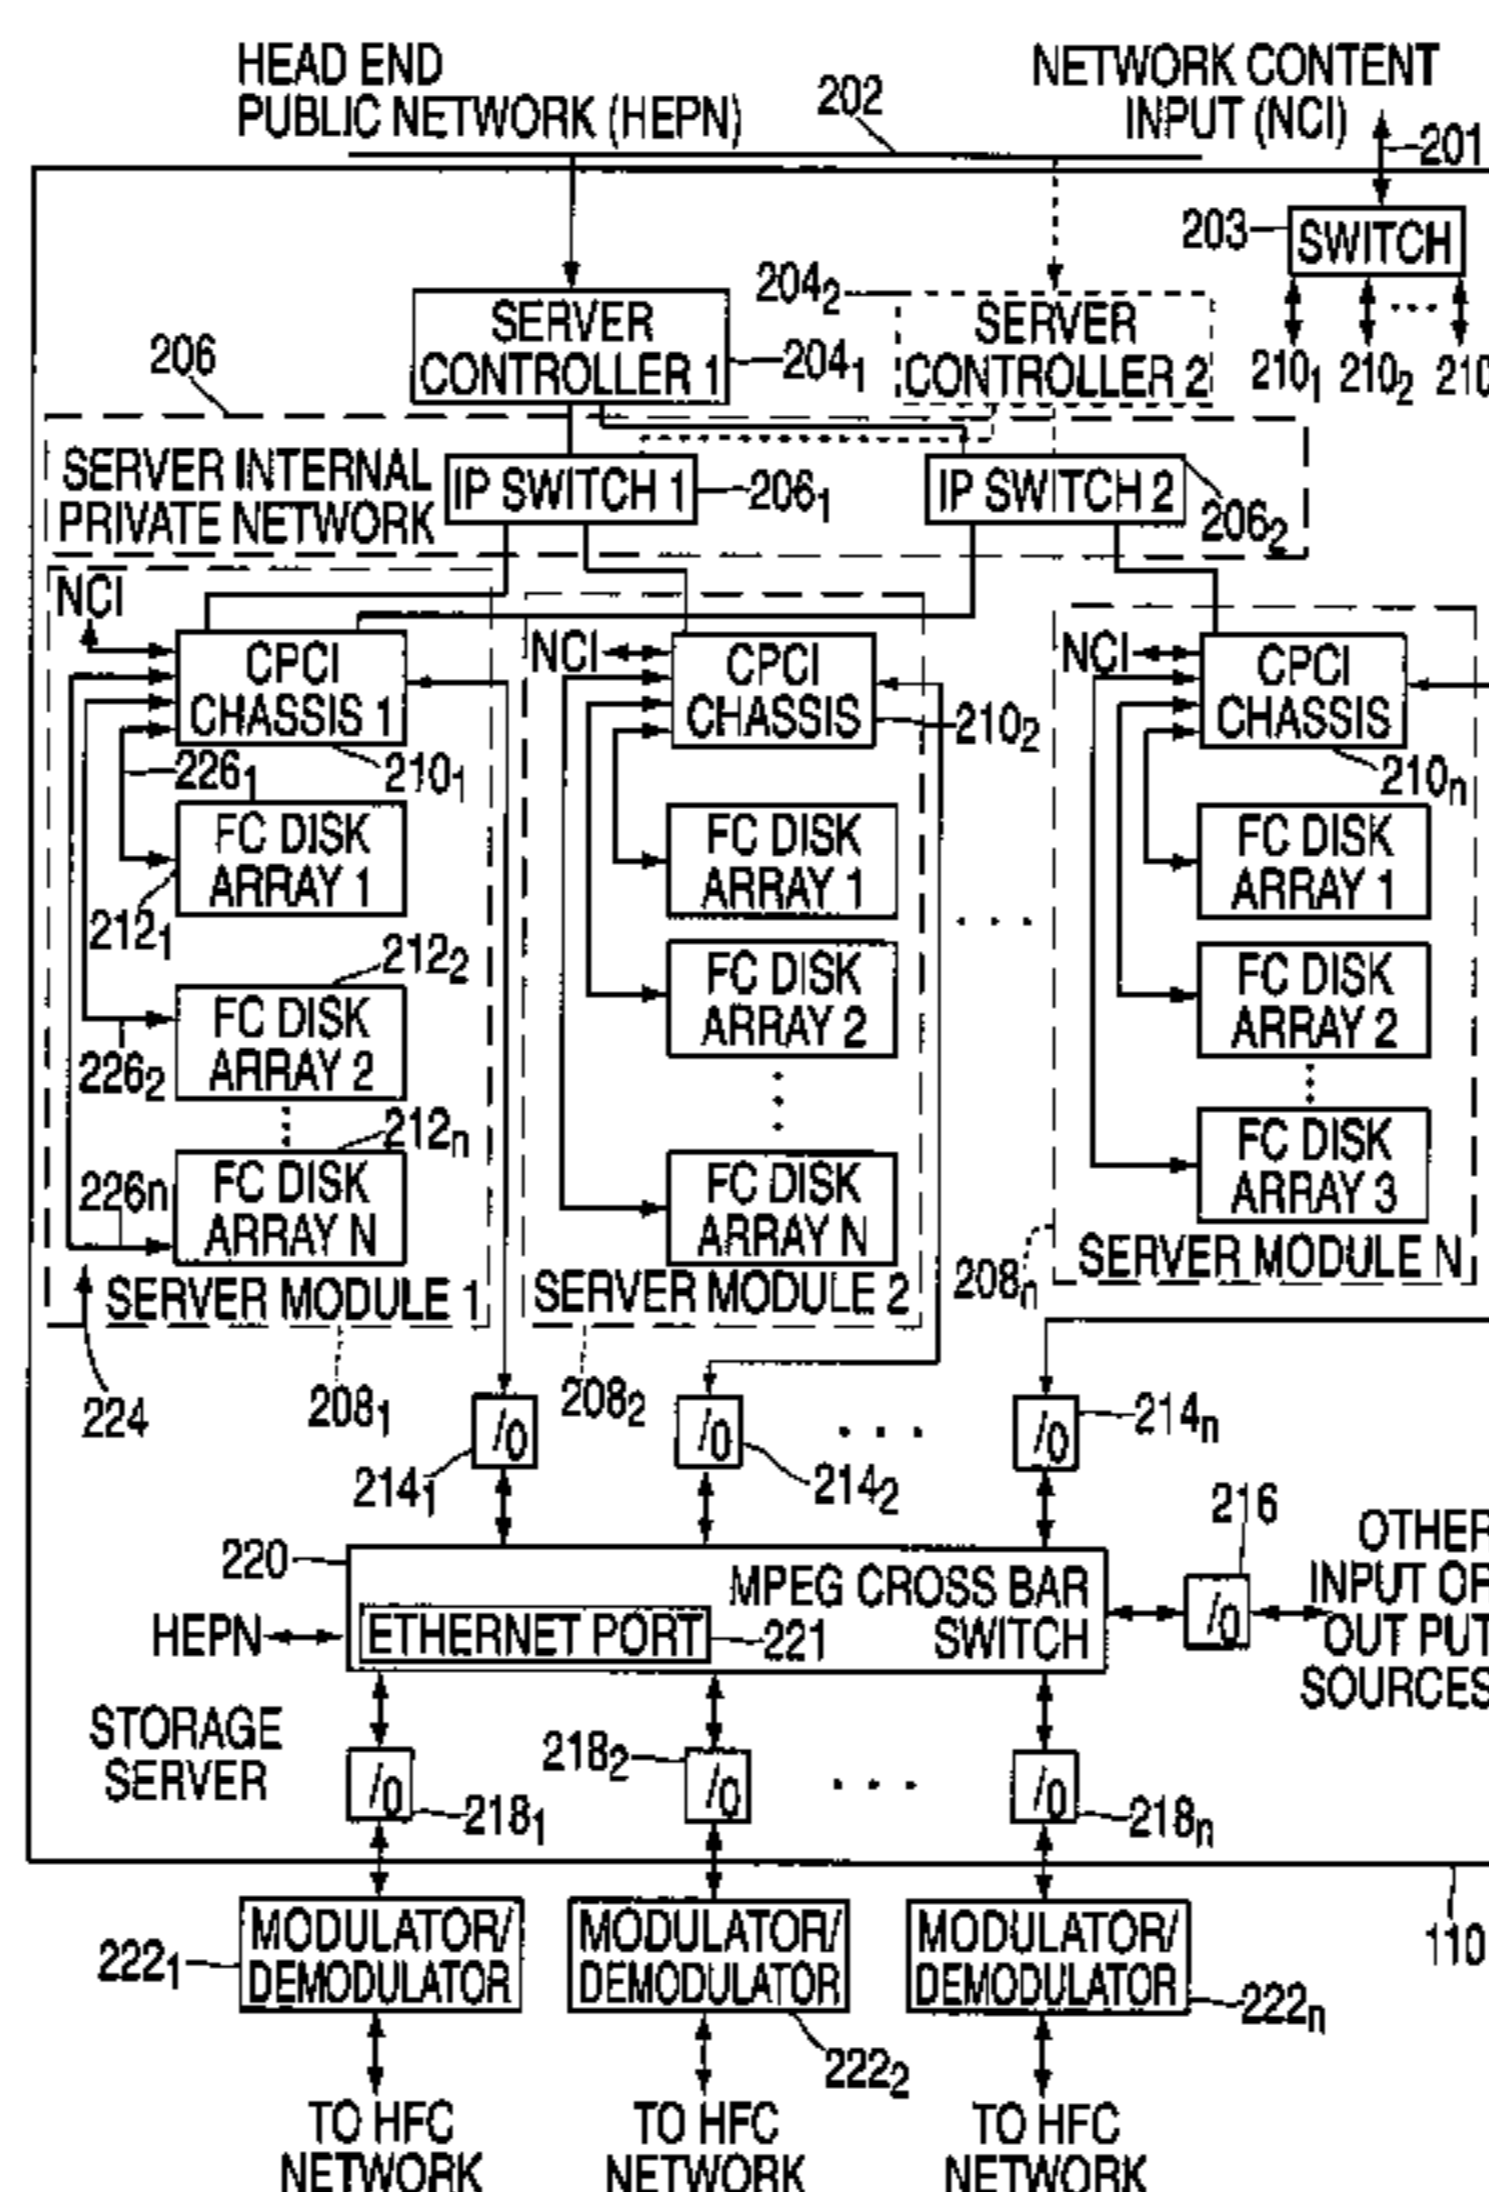 HEAD END
PUBLIC NETWORK (HEPN)
202
NETWORK CONTENT
INPUT (NCI)
201
203
SWITCH
204₂
SERVER
CONTROLLER 1
204₁
SERVER
CONTROLLER 2
210₁
210₂
210
206
SERVER INTERNAL
PRIVATE NETWORK
IP SWITCH 1
206₁
IP SWITCH 2
206₂
NCI
CPCI
CHASSIS 1
210₁
226₁
FC DISK
ARRAY 1
212₁
212₂
FC DISK
ARRAY 2
226₂
212n
226n
FC DISK
ARRAY N
SERVER MODULE 1
224
208₁
NCI
CPCI
CHASSIS
210₂
FC DISK
ARRAY 1
FC DISK
ARRAY 2
FC DISK
ARRAY N
SERVER MODULE 2
208₂
. . .
NCI
CPCI
CHASSIS
210n
FC DISK
ARRAY 1
FC DISK
ARRAY 2
FC DISK
ARRAY 3
SERVER MODULE N
208n
/0
214₁
/0
214₂
. . .
/0
214n
220
MPEG CROSS BAR
SWITCH
HEPN
ETHERNET PORT
221
216
/0
OTHER
INPUT OR
OUT PUT
SOURCES
STORAGE
SERVER
/0
218₁
218₂
/0
. . .
/0
218n
110
222₁
MODULATOR/
DEMODULATOR
MODULATOR/
DEMODULATOR
222₂
MODULATOR/
DEMODULATOR
222n
TO HFC
NETWORK
TO HFC
NETWORK
TO HFC
NETWORK